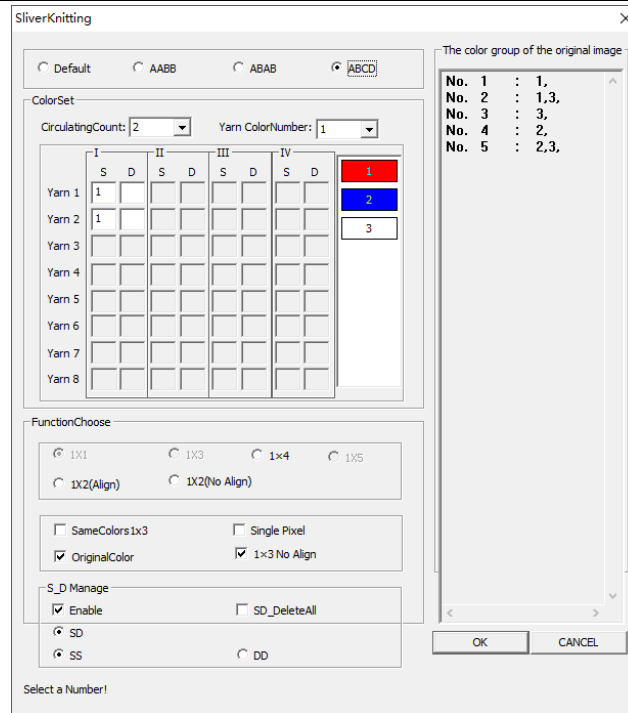 SliverKnitting
Default AABB ABAB ABCD
ColorSet
CirculatingCount: 2 Yarn ColorNumber: 1
I II III IV
S D S D S D S D
Yarn 1 1
Yarn 2 1
Yarn 3
Yarn 4
Yarn 5
Yarn 6
Yarn 7
Yarn 8
1
2
3
FunctionChoose
1X1 1X3 1×4 1X5
1X2(Align) 1X2(No Align)
SameColors1x3 Single Pixel
OriginalColor 1×3 No Align
S_D Manage
Enable SD_DeleteAll
SD
SS DD
Select a Number!
The color group of the original image
No. 1 : 1,
No. 2 : 1,3,
No. 3 : 3,
No. 4 : 2,
No. 5 : 2,3,
OK CANCEL